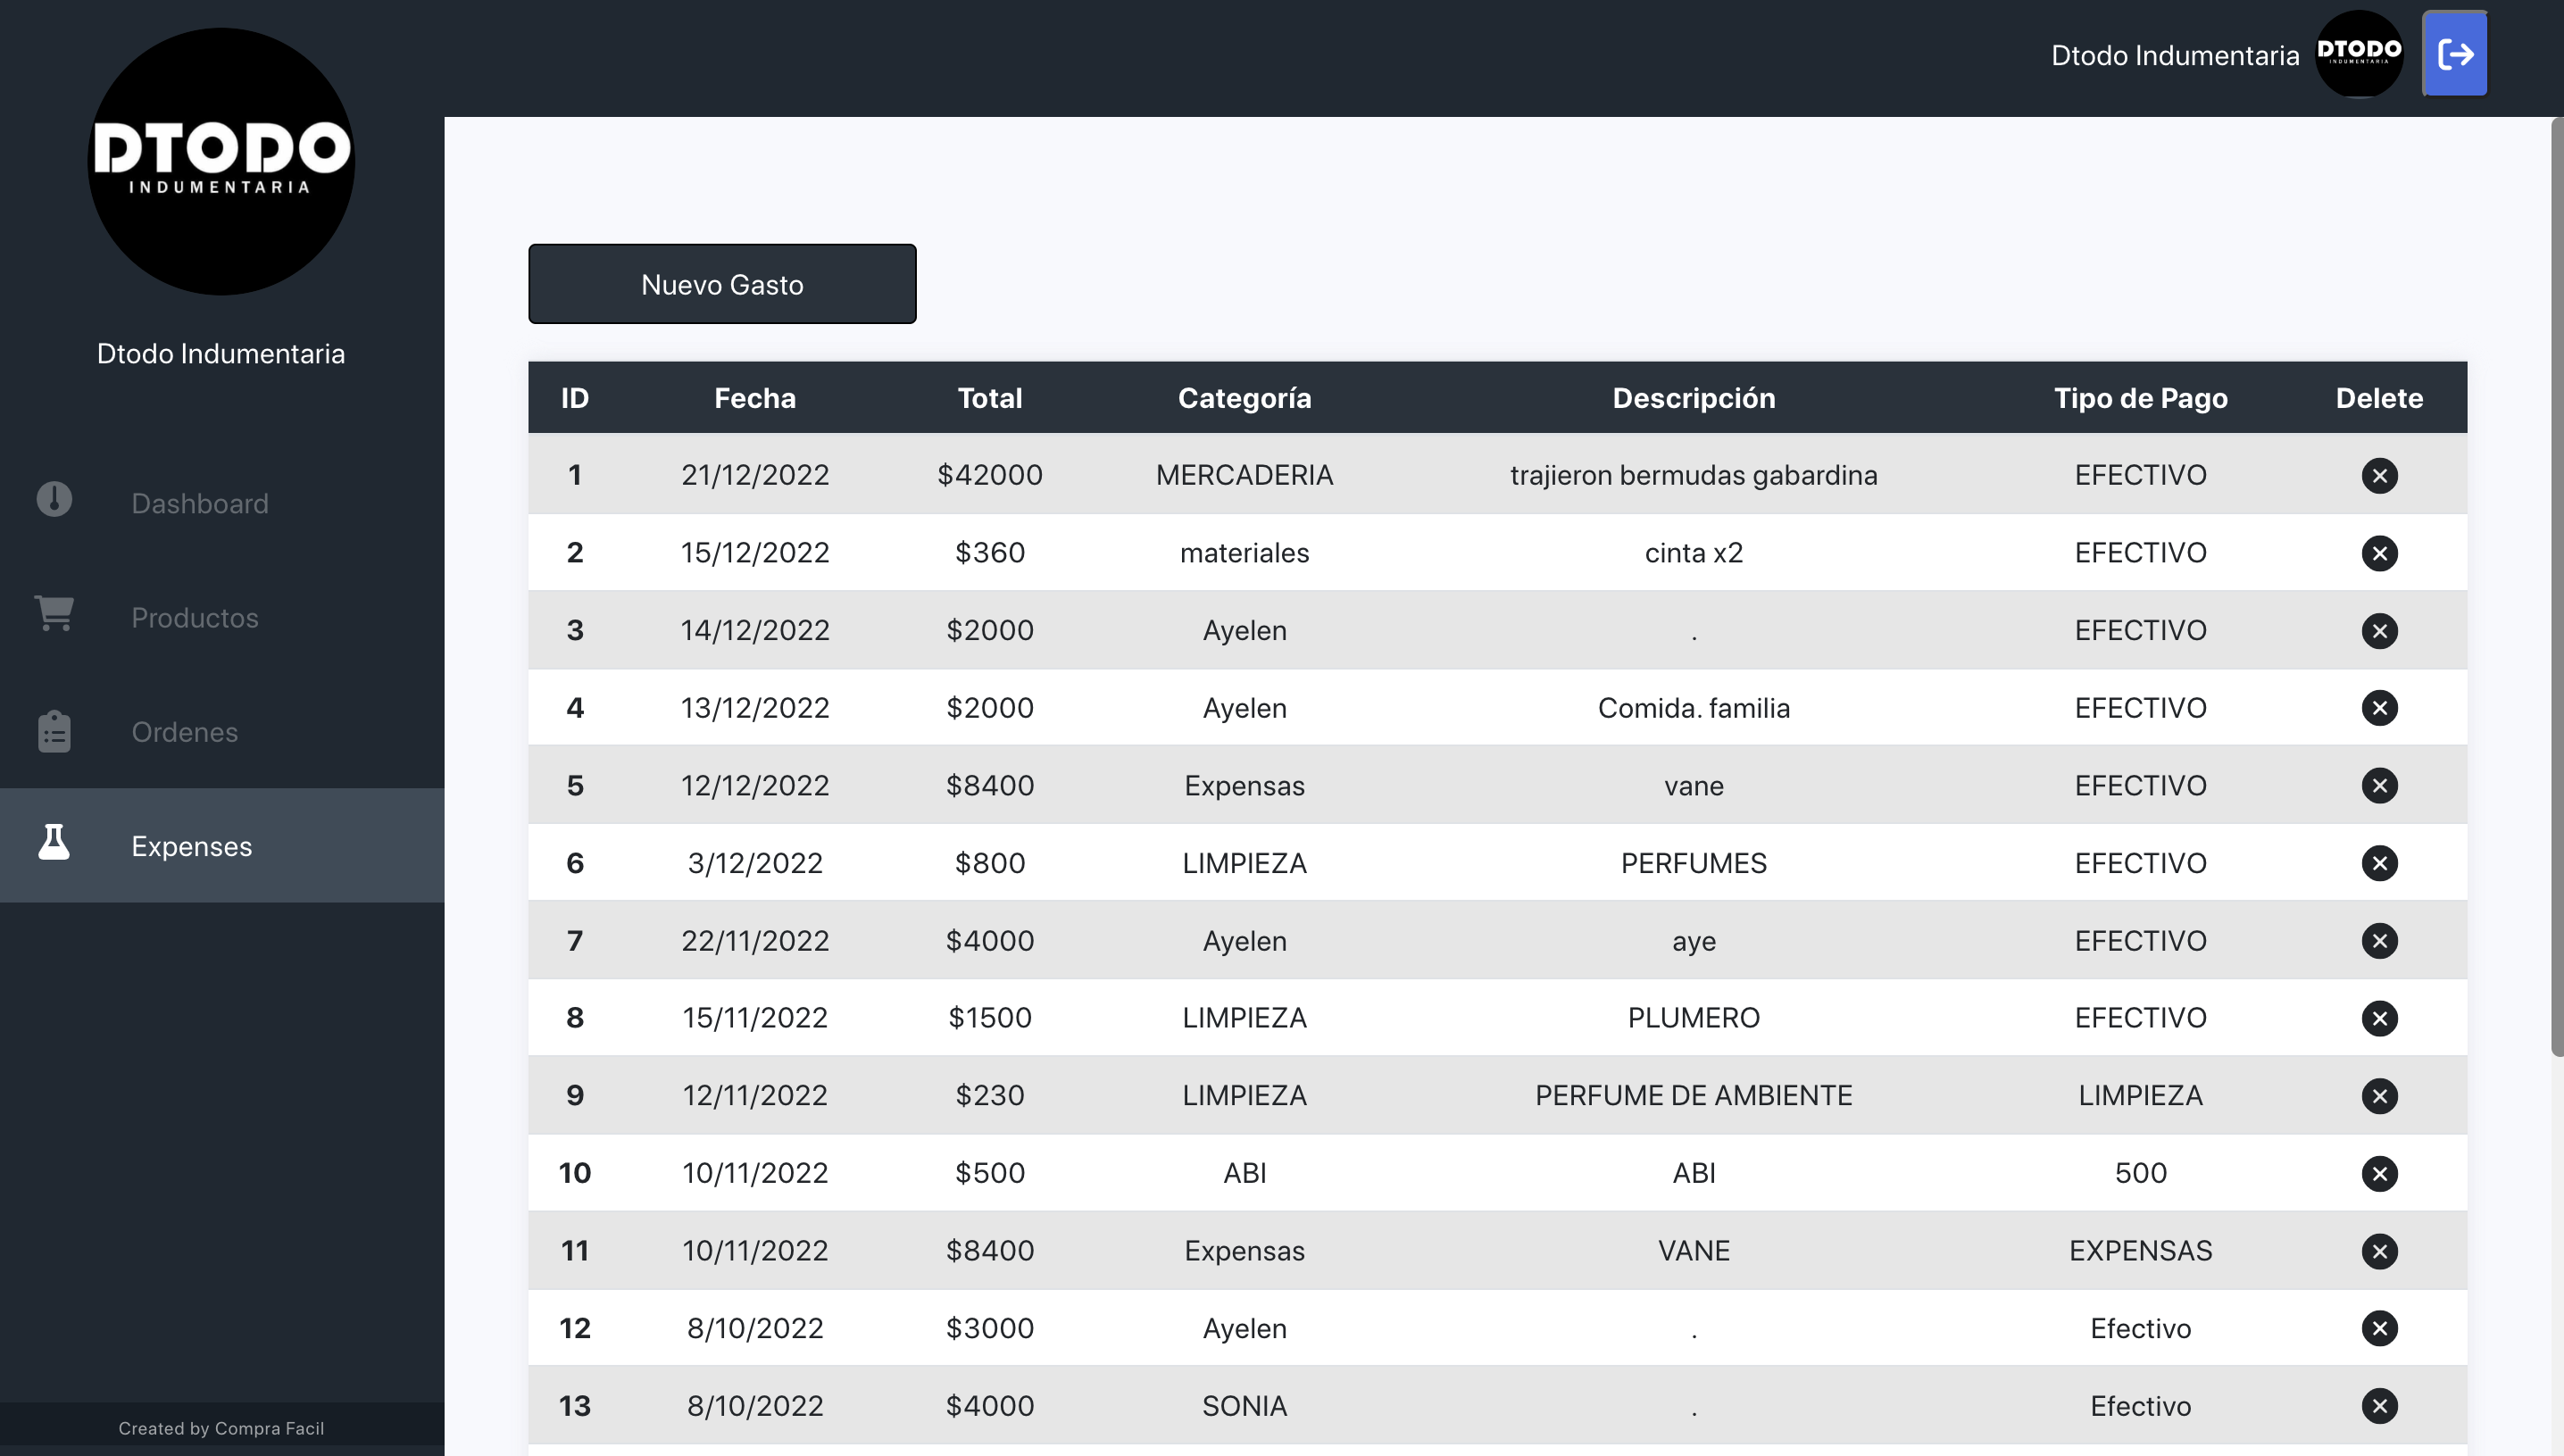 DTODO
INDUMENTARIA
Dtodo Indumentaria
Dashboard
Productos
Ordenes
Expenses
Created by Compra Facil
Dtodo Indumentaria
DTODO
INDUMENTARIA
Nuevo Gasto
ID Fecha Total Categoría Descripción Tipo de Pago Delete
1 21/12/2022 $42000 MERCADERIA trajieron bermudas gabardina EFECTIVO
2 15/12/2022 $360 materiales cinta x2 EFECTIVO
3 14/12/2022 $2000 Ayelen . EFECTIVO
4 13/12/2022 $2000 Ayelen Comida. familia EFECTIVO
5 12/12/2022 $8400 Expensas vane EFECTIVO
6 3/12/2022 $800 LIMPIEZA PERFUMES EFECTIVO
7 22/11/2022 $4000 Ayelen aye EFECTIVO
8 15/11/2022 $1500 LIMPIEZA PLUMERO EFECTIVO
9 12/11/2022 $230 LIMPIEZA PERFUME DE AMBIENTE LIMPIEZA
10 10/11/2022 $500 ABI ABI 500
11 10/11/2022 $8400 Expensas VANE EXPENSAS
12 8/10/2022 $3000 Ayelen . Efectivo
13 8/10/2022 $4000 SONIA . Efectivo